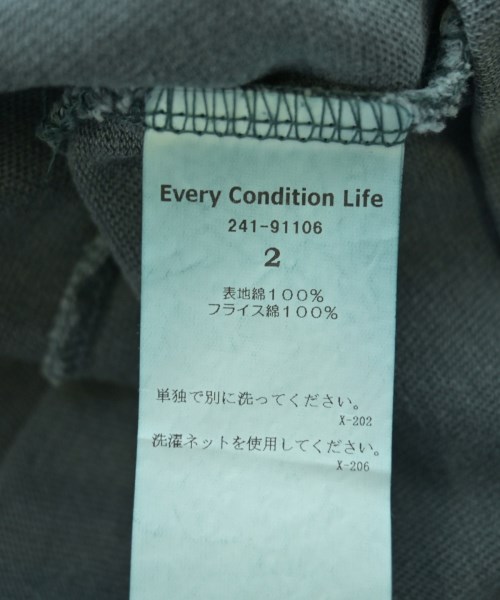 Every Condition Life
241-91106
2
表地綿100%
フライス綿100%
単独で別に洗ってください。
X-202
洗濯ネットを使用してください。
X-206